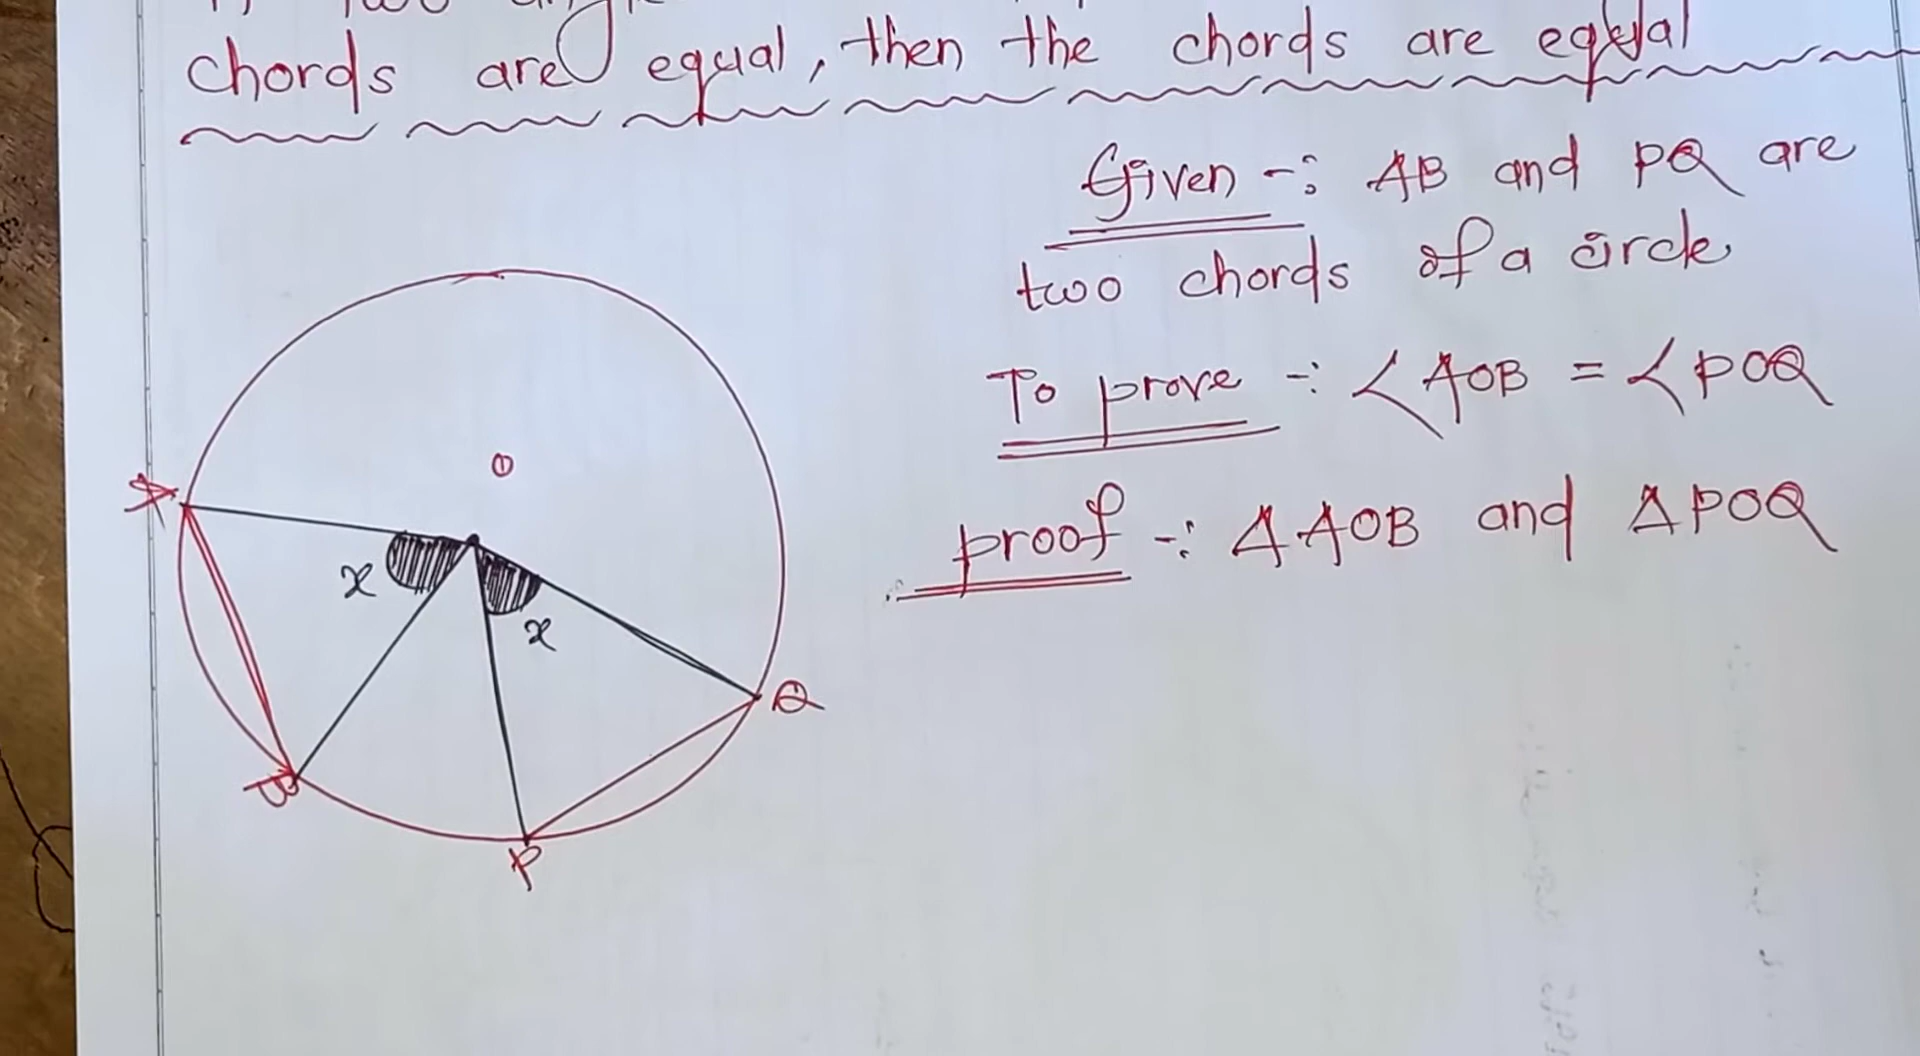 chords are equal, then the chords are equal
Given -: AB and PQ are
two chords of a circle
To prove -: <AOB = <POQ
proof -: ΔAOB and ΔPOQ
O
A
x
x
Q
B
P